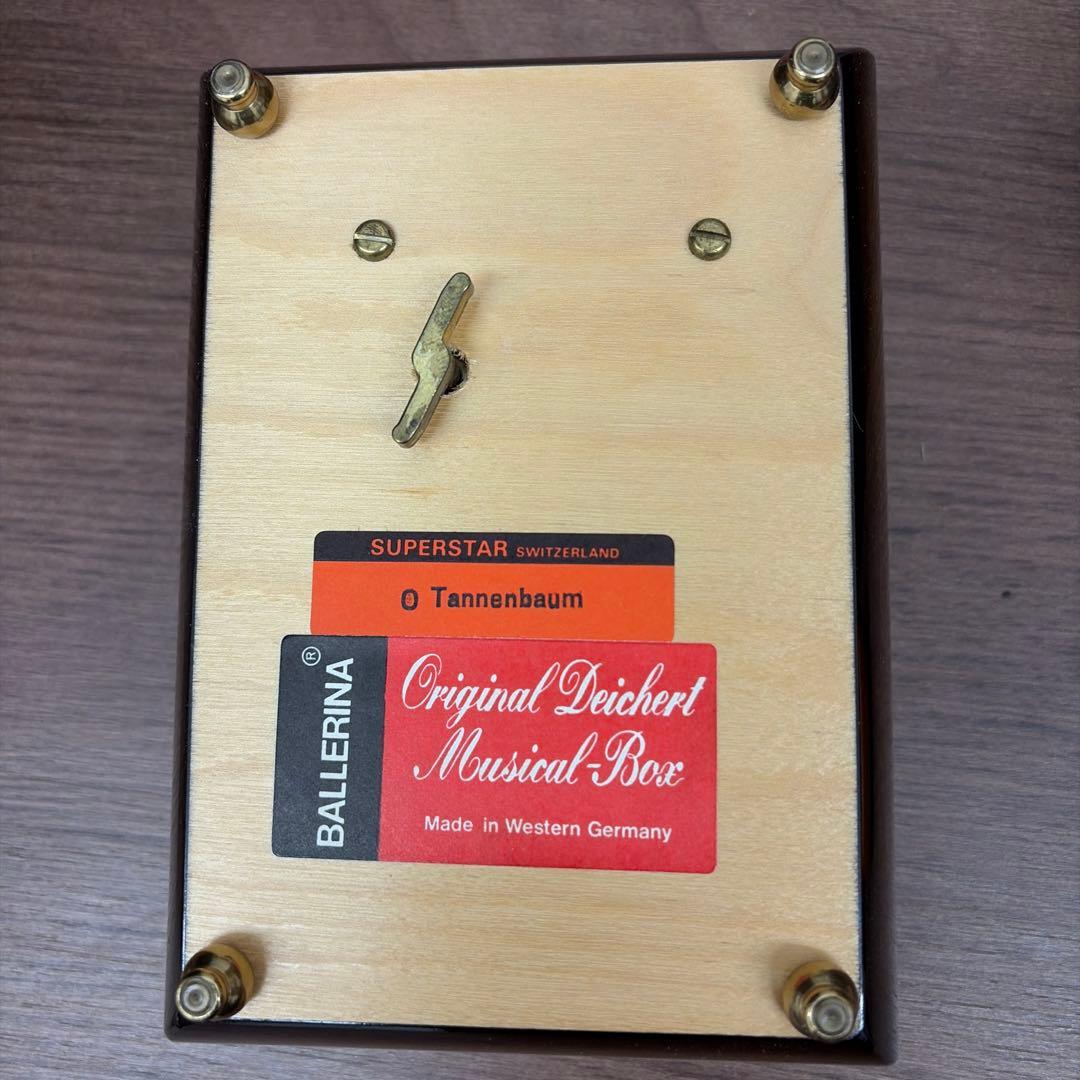 SUPERSTAR SWITZERLAND
O Tannenbaum
BALLERINA ®
Original Deichert
Musical-Box
Made in Western Germany